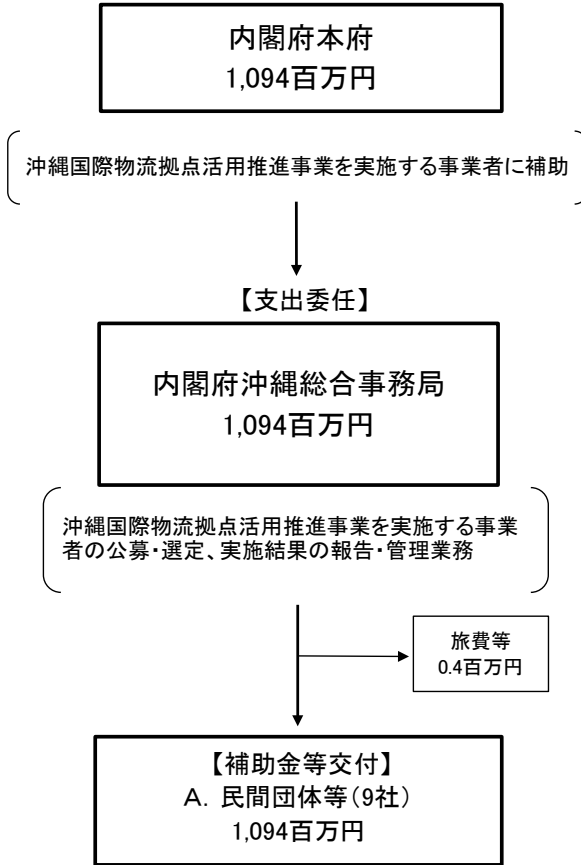 内閣府本府
1,094百万円
沖縄国際物流拠点活用推進事業を実施する事業者に補助
【支出委任】
内閣府沖縄総合事務局
1,094百万円
沖縄国際物流拠点活用推進事業を実施する事業
者の公募・選定、実施結果の報告・管理業務
旅費等
0.4百万円
【補助金等交付】
A. 民間団体等(9社)
1,094百万円